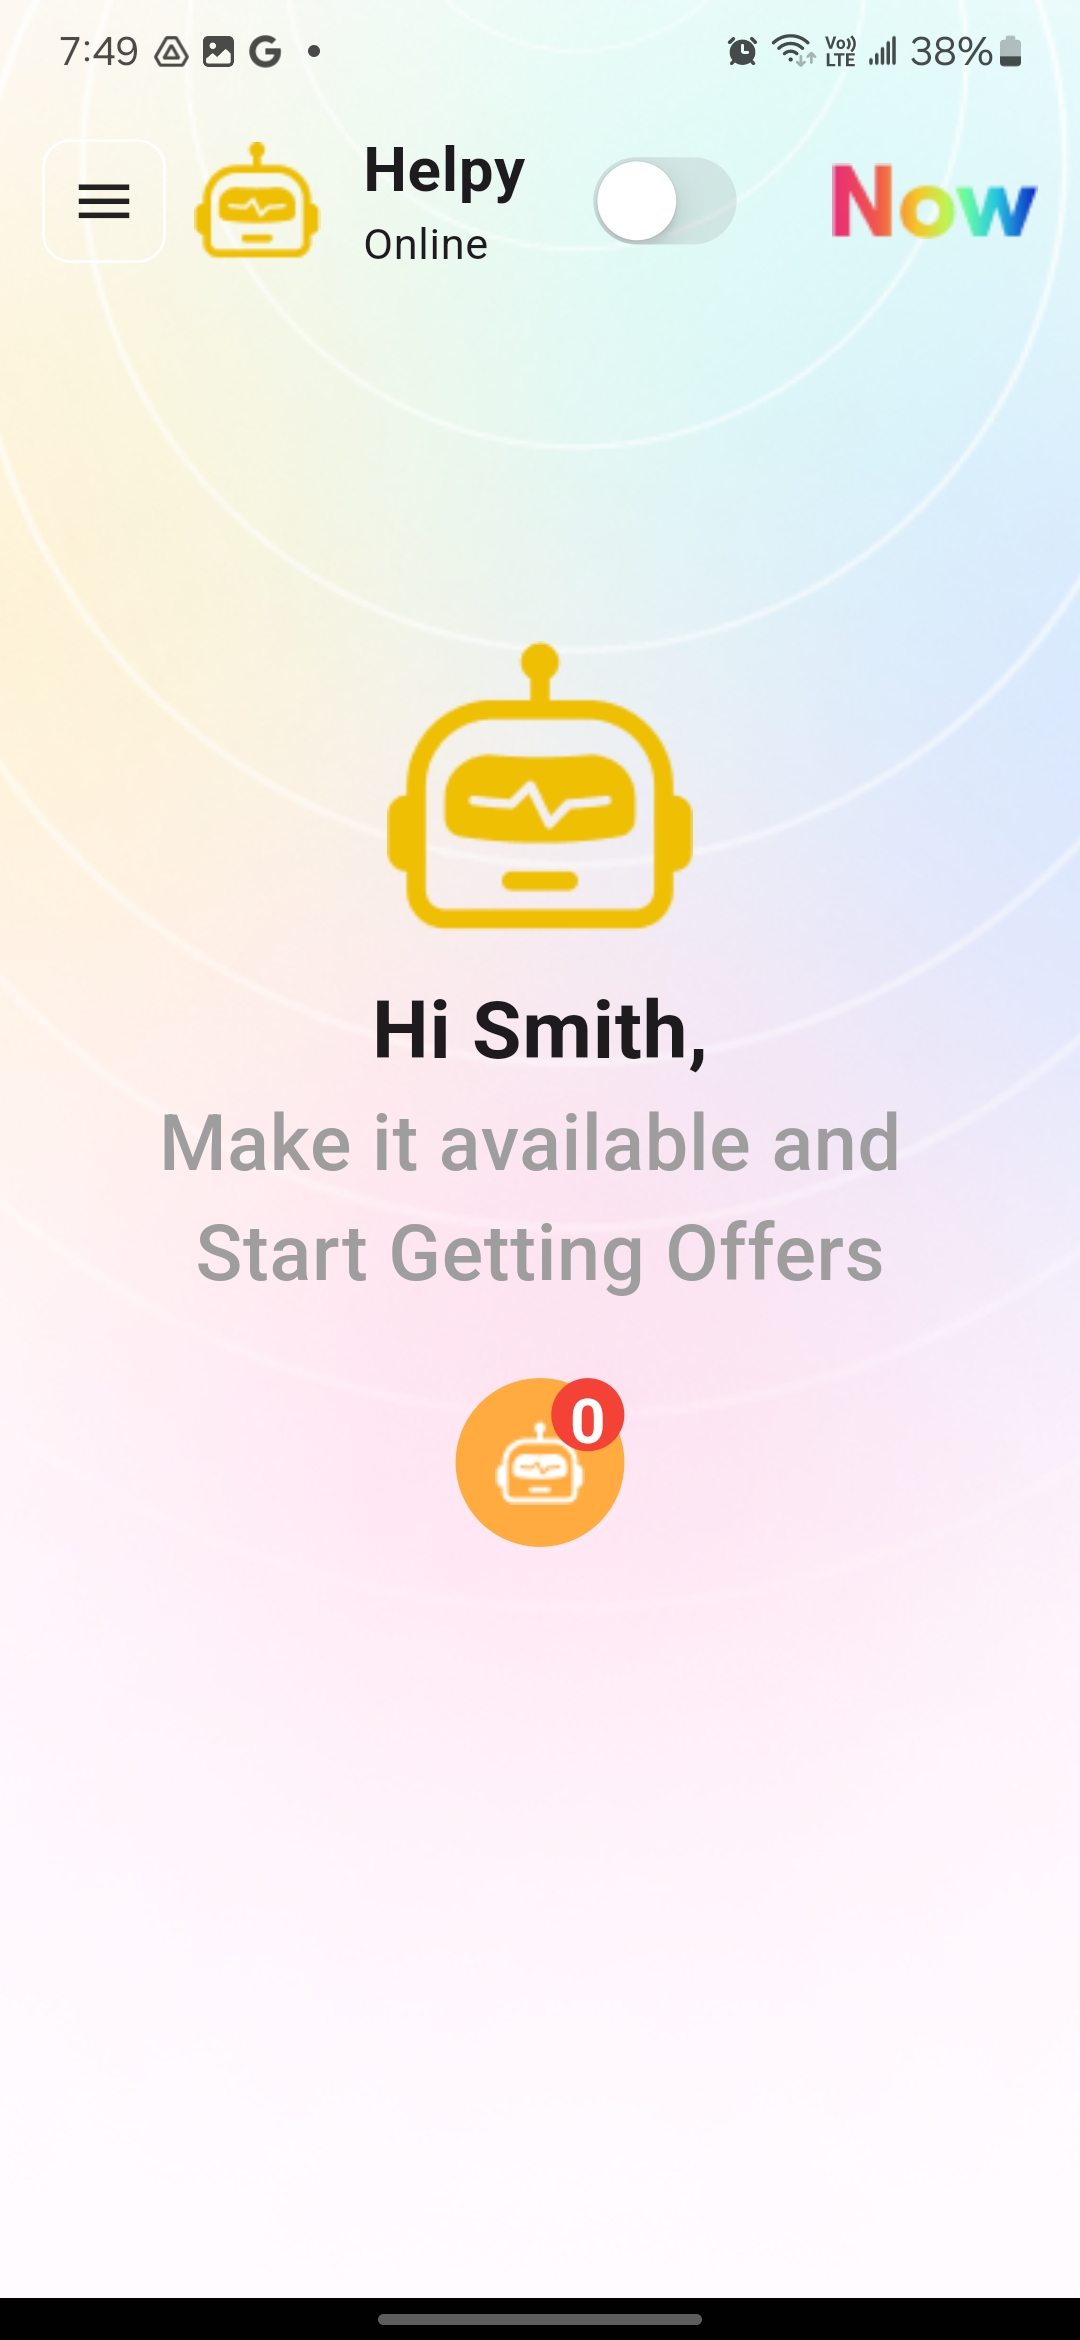 7:49
Vo)) LTE
38%
Helpy
Online
Now
Hi Smith,
Make it available and
Start Getting Offers
0